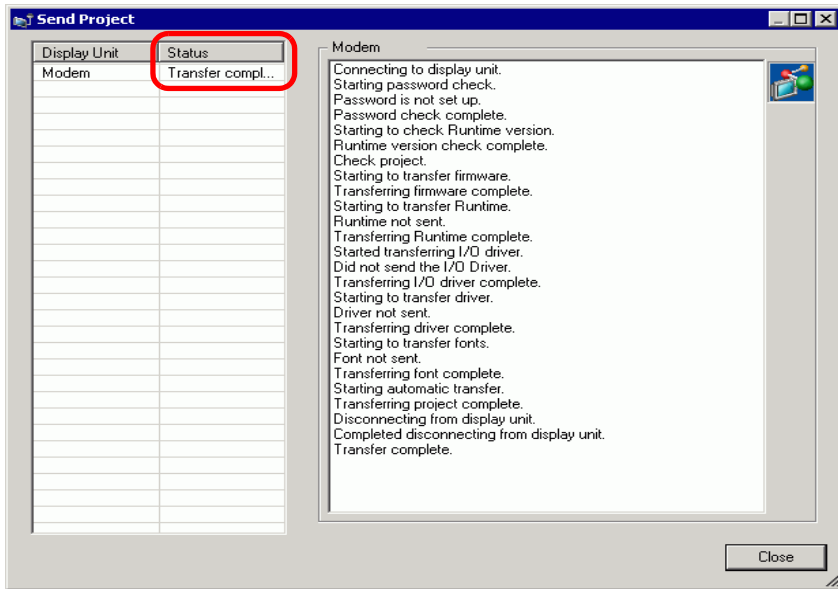 Send Project
Display Unit Status
Modem Transfer compl...
Modem
Connecting to display unit.
Starting password check.
Password is not set up.
Password check complete.
Starting to check Runtime version.
Runtime version check complete.
Check project.
Starting to transfer firmware.
Transferring firmware complete.
Starting to transfer Runtime.
Runtime not sent.
Transferring Runtime complete.
Started transferring I/O driver.
Did not send the I/O Driver.
Transferring I/O driver complete.
Starting to transfer driver.
Driver not sent.
Transferring driver complete.
Starting to transfer fonts.
Font not sent.
Transferring font complete.
Starting automatic transfer.
Transferring project complete.
Disconnecting from display unit.
Completed disconnecting from display unit.
Transfer complete.
Close